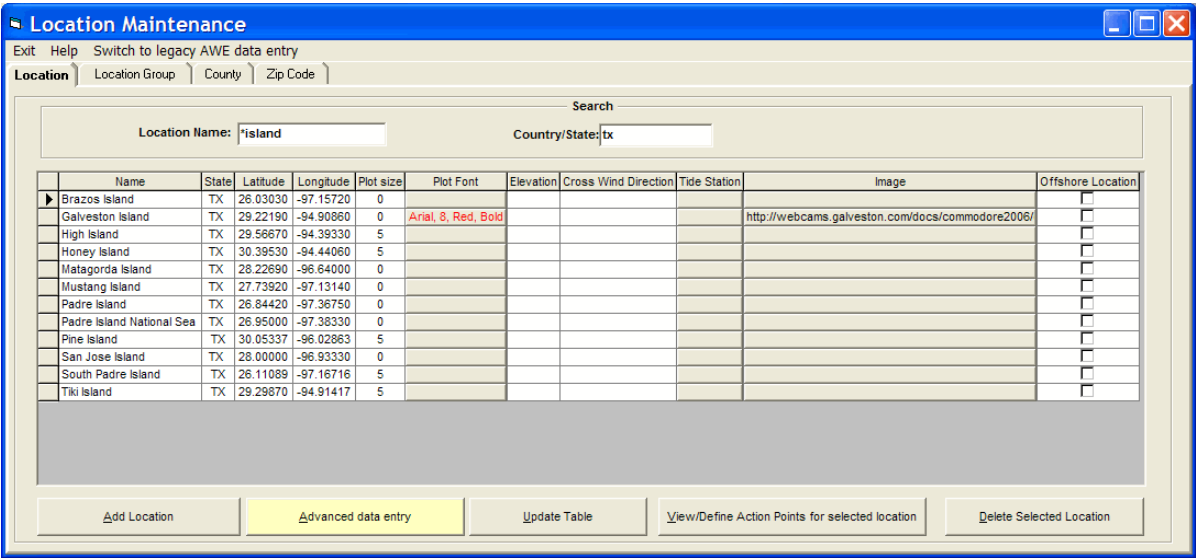 Location Maintenance
Exit Help Switch to legacy AWE data entry
Location Location Group County Zip Code
Search
Location Name: *island Country/State: tx
Name State Latitude Longitude Plot size Plot Font Elevation Cross Wind Direction Tide Station Image Offshore Location
Brazos Island TX 26.03030 -97.15720 0
Galveston Island TX 29.22190 -94.90860 0 Arial, 8, Red, Bold http://webcams.galveston.com/docs/commodore2006/
High Island TX 29.56670 -94.39330 5
Honey Island TX 30.39530 -94.44060 5
Matagorda Island TX 28.22690 -96.64000 0
Mustang Island TX 27.73920 -97.13140 0
Padre Island TX 26.84420 -97.36750 0
Padre Island National Sea TX 26.95000 -97.38330 0
Pine Island TX 30.05337 -96.02863 5
San Jose Island TX 28.00000 -96.93330 0
South Padre Island TX 26.11089 -97.16716 5
Tiki Island TX 29.29870 -94.91417 5
Add Location Advanced data entry Update Table View/Define Action Points for selected location Delete Selected Location